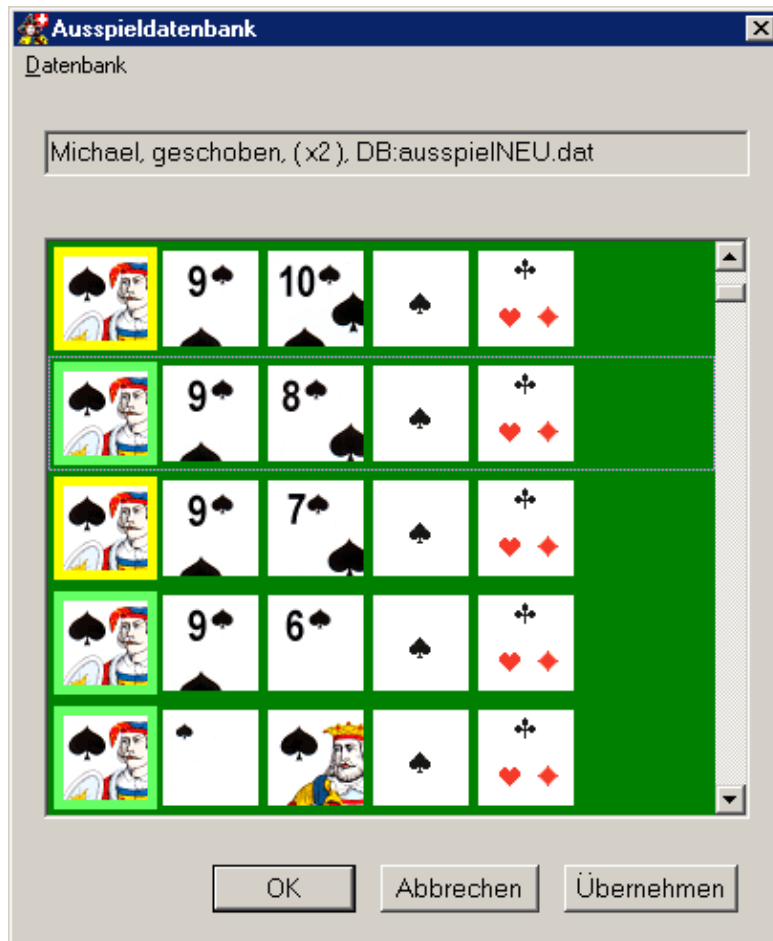 Ausspieldatenbank
Datenbank
Michael, geschoben, (x2), DB:ausspielNEU.dat
9 10
9 8
9 7
9 6
OK Abbrechen Übernehmen